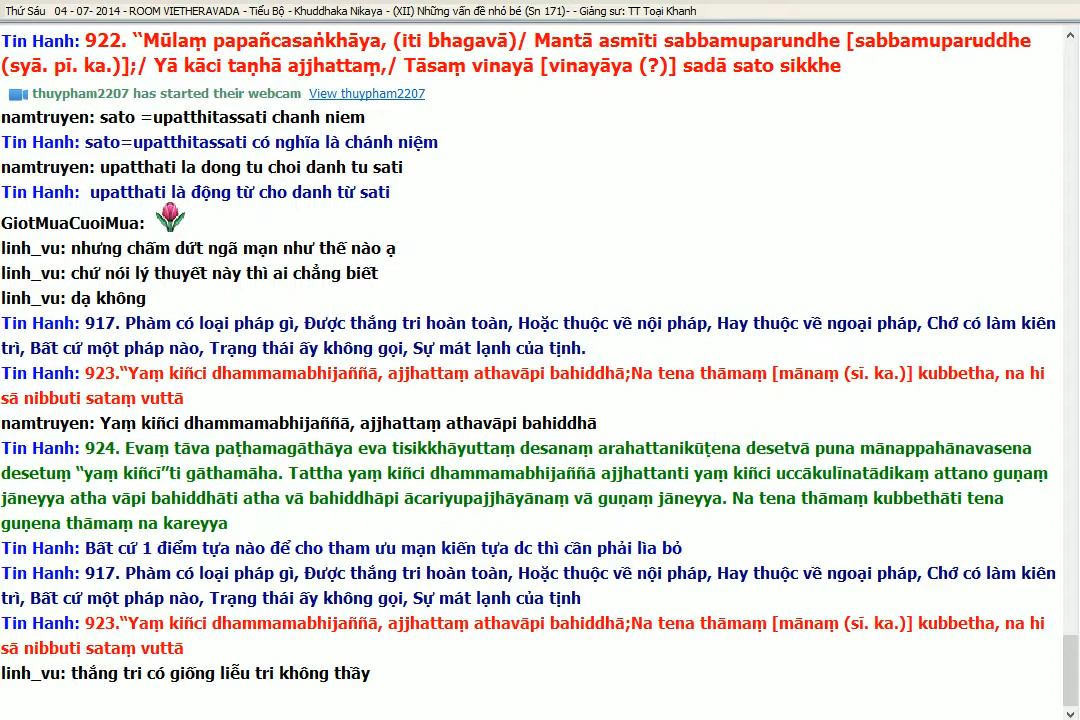 Thứ Sáu   04 - 07- 2014 - ROOM VIETHERAVADA - Tiểu Bộ - Khuddhaka Nikaya - (XII) Những vấn đề nhỏ bé (Sn 171)- - Giảng sư: TT Toại Khanh
Tin Hanh: 922. “Mūlaṃ papañcasaṅkhāya, (iti bhagavā)/ Mantā asmīti sabbamuparundhe [sabbamuparuddhe
(syā. pī. ka.)];/ Yā kāci taṇhā ajjhattaṃ,/ Tāsaṃ vinayā [vinayāya (?)] sadā sato sikkhe
thuypham2207 has started their webcam   View thuypham2207
namtruyen: sato =upatthitassati chanh niem
Tin Hanh: sato=upatthitassati có nghĩa là chánh niệm
namtruyen: upatthati la dong tu choi danh tu sati
Tin Hanh:  upatthati là động từ cho danh từ sati
GiotMuaCuoiMua:
linh_vu: nhưng chấm dứt ngã mạn như thế nào ạ
linh_vu: chứ nói lý thuyết này thì ai chẳng biết
linh_vu: dạ không
Tin Hanh: 917. Phàm có loại pháp gì, Được thắng tri hoàn toàn, Hoặc thuộc về nội pháp, Hay thuộc về ngoại pháp, Chớ có làm kiên
trì, Bất cứ một pháp nào, Trạng thái ấy không gọi, Sự mát lạnh của tịnh.
Tin Hanh: 923.“Yaṃ kiñci dhammamabhijaññā, ajjhattaṃ athavāpi bahiddhā;Na tena thāmaṃ [mānaṃ (sī. ka.)] kubbetha, na hi
sā nibbuti sataṃ vuttā
namtruyen: Yaṃ kiñci dhammamabhijaññā, ajjhattaṃ athavāpi bahiddhā
Tin Hanh: 924. Evaṃ tāva paṭhamagāthāya eva tisikkhāyuttaṃ desanaṃ arahattanikūṭena desetvā puna mānappahānavasena
desetuṃ “yaṃ kiñcī”ti gāthamāha. Tattha yaṃ kiñci dhammamabhijaññā ajjhattanti yaṃ kiñci uccākulīnatādikaṃ attano guṇaṃ
jāneyya atha vāpi bahiddhāti atha vā bahiddhāpi ācariyupajjhāyānaṃ vā guṇaṃ jāneyya. Na tena thāmaṃ kubbethāti tena
guṇena thāmaṃ na kareyya
Tin Hanh: Bất cứ 1 điểm tựa nào để cho tham ưu mạn kiến tựa dc thì cần phải lìa bỏ
Tin Hanh: 917. Phàm có loại pháp gì, Được thắng tri hoàn toàn, Hoặc thuộc về nội pháp, Hay thuộc về ngoại pháp, Chớ có làm kiên
trì, Bất cứ một pháp nào, Trạng thái ấy không gọi, Sự mát lạnh của tịnh
Tin Hanh: 923.“Yaṃ kiñci dhammamabhijaññā, ajjhattaṃ athavāpi bahiddhā;Na tena thāmaṃ [mānaṃ (sī. ka.)] kubbetha, na hi
sā nibbuti sataṃ vuttā
linh_vu: thắng tri có giống liễu tri không thầy